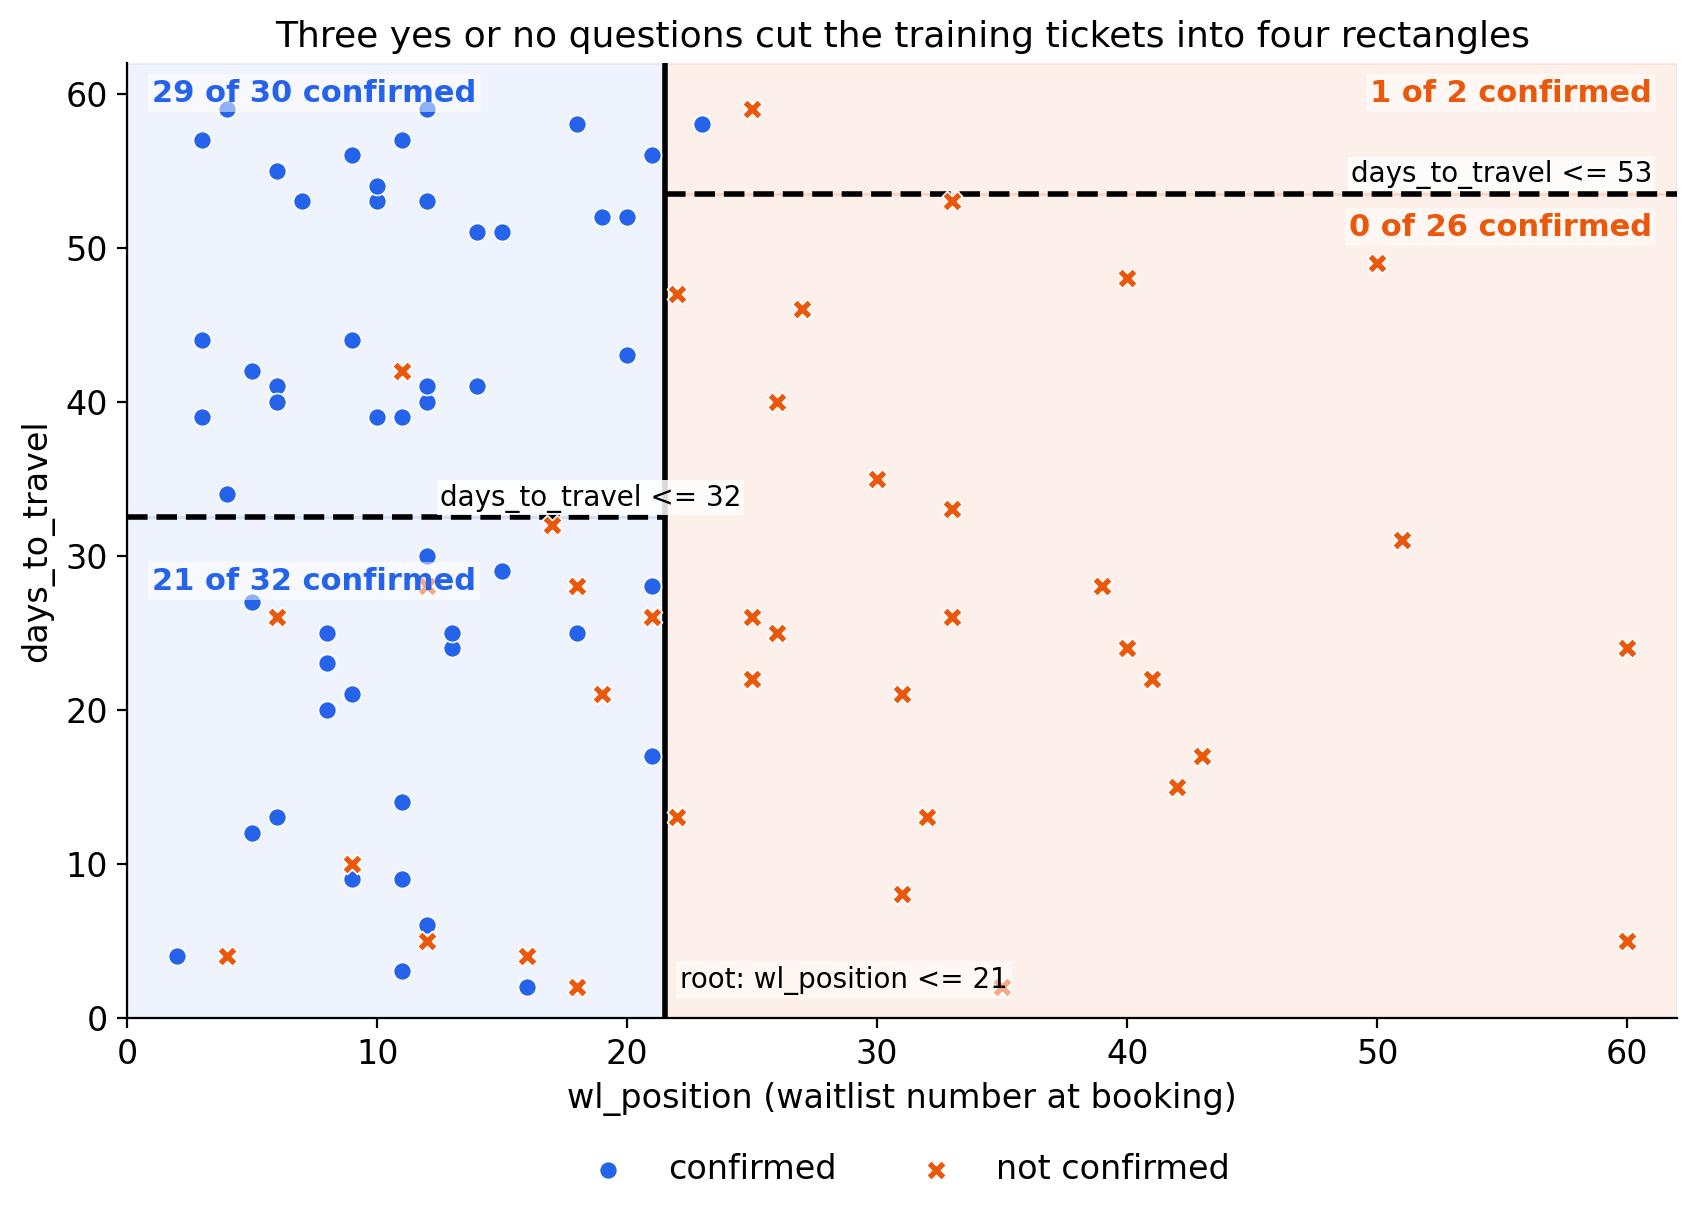 Three yes or no questions cut the training tickets into four rectangles
29 of 30 confirmed
1 of 2 confirmed
days_to_travel <= 53
0 of 26 confirmed
days_to_travel <= 32
21 of 32 confirmed
root: wl_position <= 21
days_to_travel
60
50
40
30
20
10
0
0 10 20 30 40 50 60
wl_position (waitlist number at booking)
confirmed not confirmed